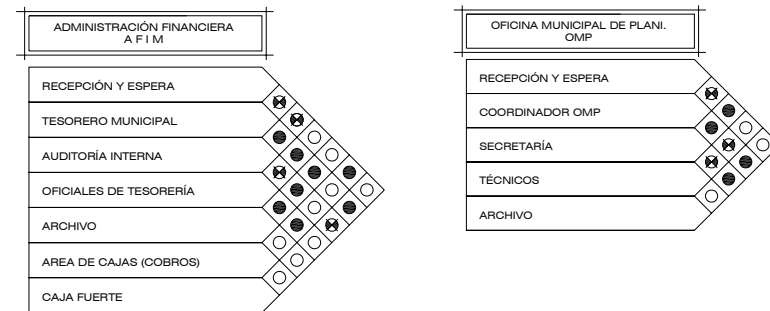 ADMINISTRACIÓN FINANCIERA
A F I M
RECEPCIÓN Y ESPERA
TESORERO MUNICIPAL
AUDITORÍA INTERNA
OFICIALES DE TESORERÍA
ARCHIVO
AREA DE CAJAS (COBROS)
CAJA FUERTE
OFICINA MUNICIPAL DE PLANI.
OMP
RECEPCIÓN Y ESPERA
COORDINADOR OMP
SECRETARÍA
TÉCNICOS
ARCHIVO